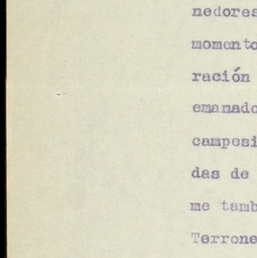 nedores
momento
ración
emanado
campesi
das de
me tamb
Terrone